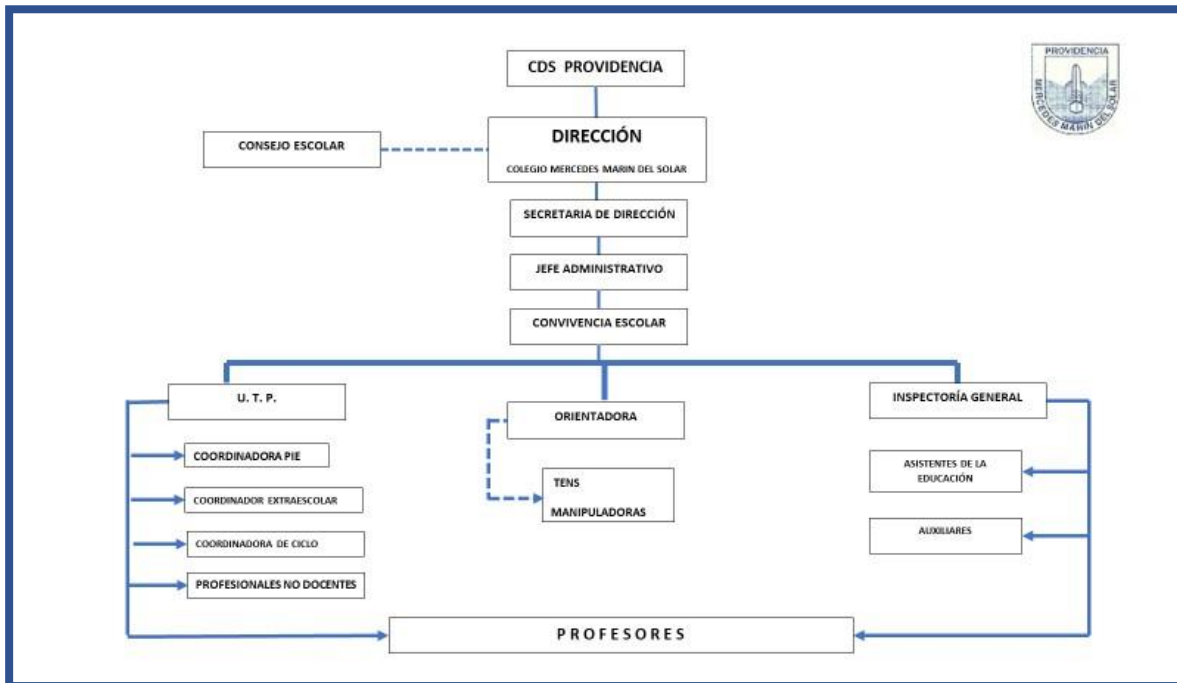 CDS PROVIDENCIA
PROVIDENCIA
MERCEDES MARIN DEL SOLAR
DIRECCIÓN
COLEGIO MERCEDES MARIN DEL SOLAR
CONSEJO ESCOLAR
SECRETARIA DE DIRECCIÓN
JEFE ADMINISTRATIVO
CONVIVENCIA ESCOLAR
U. T. P.
ORIENTADORA
INSPECTORÍA GENERAL
COORDINADORA PIE
COORDINADOR EXTRAESCOLAR
COORDINADORA DE CICLO
PROFESIONALES NO DOCENTES
TENS
MANIPULADORAS
ASISTENTES DE LA
EDUCACIÓN
AUXILIARES
PROFESORES